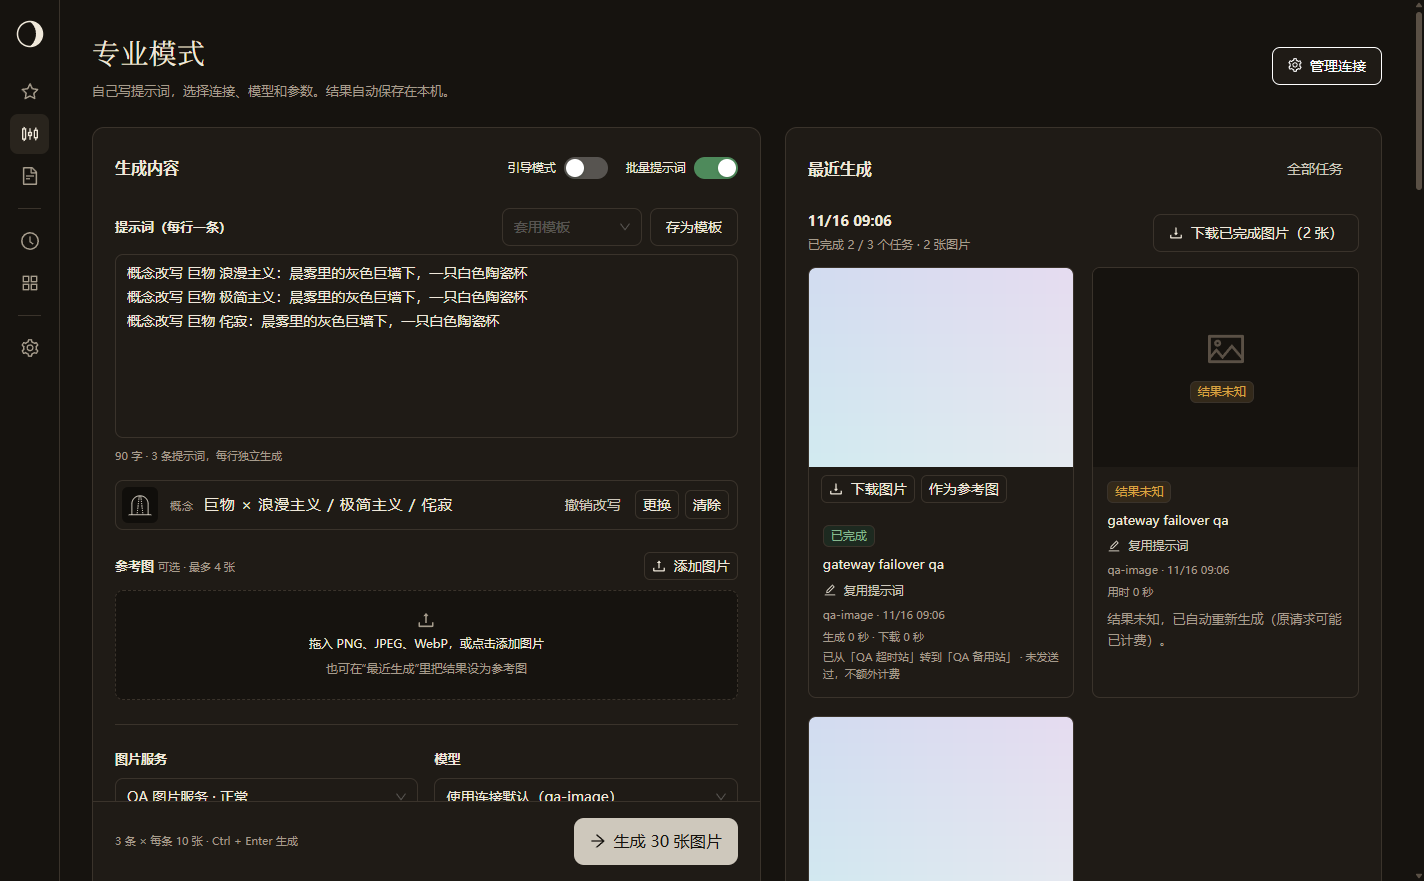 专业模式
自己写提示词，选择连接、模型和参数。结果自动保存在本机。
管理连接
生成内容
引导模式
批量提示词
提示词（每行一条）
套用模板
存为模板
概念改写 巨物 浪漫主义：晨雾里的灰色巨墙下，一只白色陶瓷杯
概念改写 巨物 极简主义：晨雾里的灰色巨墙下，一只白色陶瓷杯
概念改写 巨物 侘寂：晨雾里的灰色巨墙下，一只白色陶瓷杯
90 字 · 3 条提示词，每行独立生成
概念 巨物 × 浪漫主义 / 极简主义 / 侘寂
撤销改写
更换
清除
参考图 可选 · 最多 4 张
添加图片
拖入 PNG、JPEG、WebP，或点击添加图片
也可在“最近生成”里把结果设为参考图
图片服务
模型
QA 图片服务 · 正常
使用连接默认（qa-image）
3 条 × 每条 10 张 · Ctrl + Enter 生成
生成 30 张图片
最近生成
全部任务
11/16 09:06
已完成 2 / 3 个任务 · 2 张图片
下载已完成图片（2 张）
下载图片
作为参考图
已完成
gateway failover qa
复用提示词
qa-image · 11/16 09:06
生成 0 秒 · 下载 0 秒
已从「QA 超时站」转到「QA 备用站」 · 未发送
过，不额外计费
结果未知
结果未知
gateway failover qa
复用提示词
qa-image · 11/16 09:06
用时 0 秒
结果未知，已自动重新生成（原请求可能
已计费）。